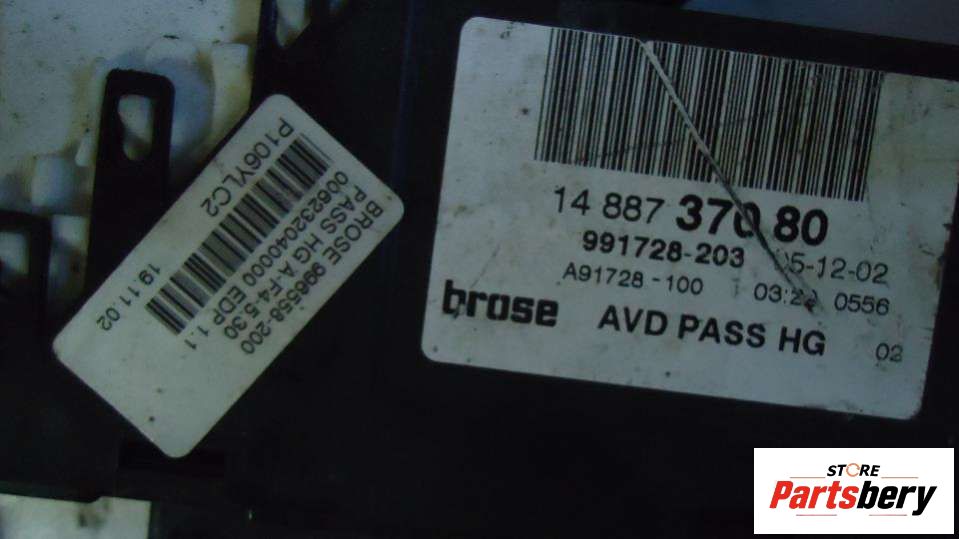 14 887 370 80
991728-203 05-12-02
A91728-100 03:2 0556
brose AVD PASS HG 02
BROSE 996558-200
PASS HG A F4-5.30
0062320400000 EDP 1.1
P106YLC2
19.11.02
STORE
Partsbery